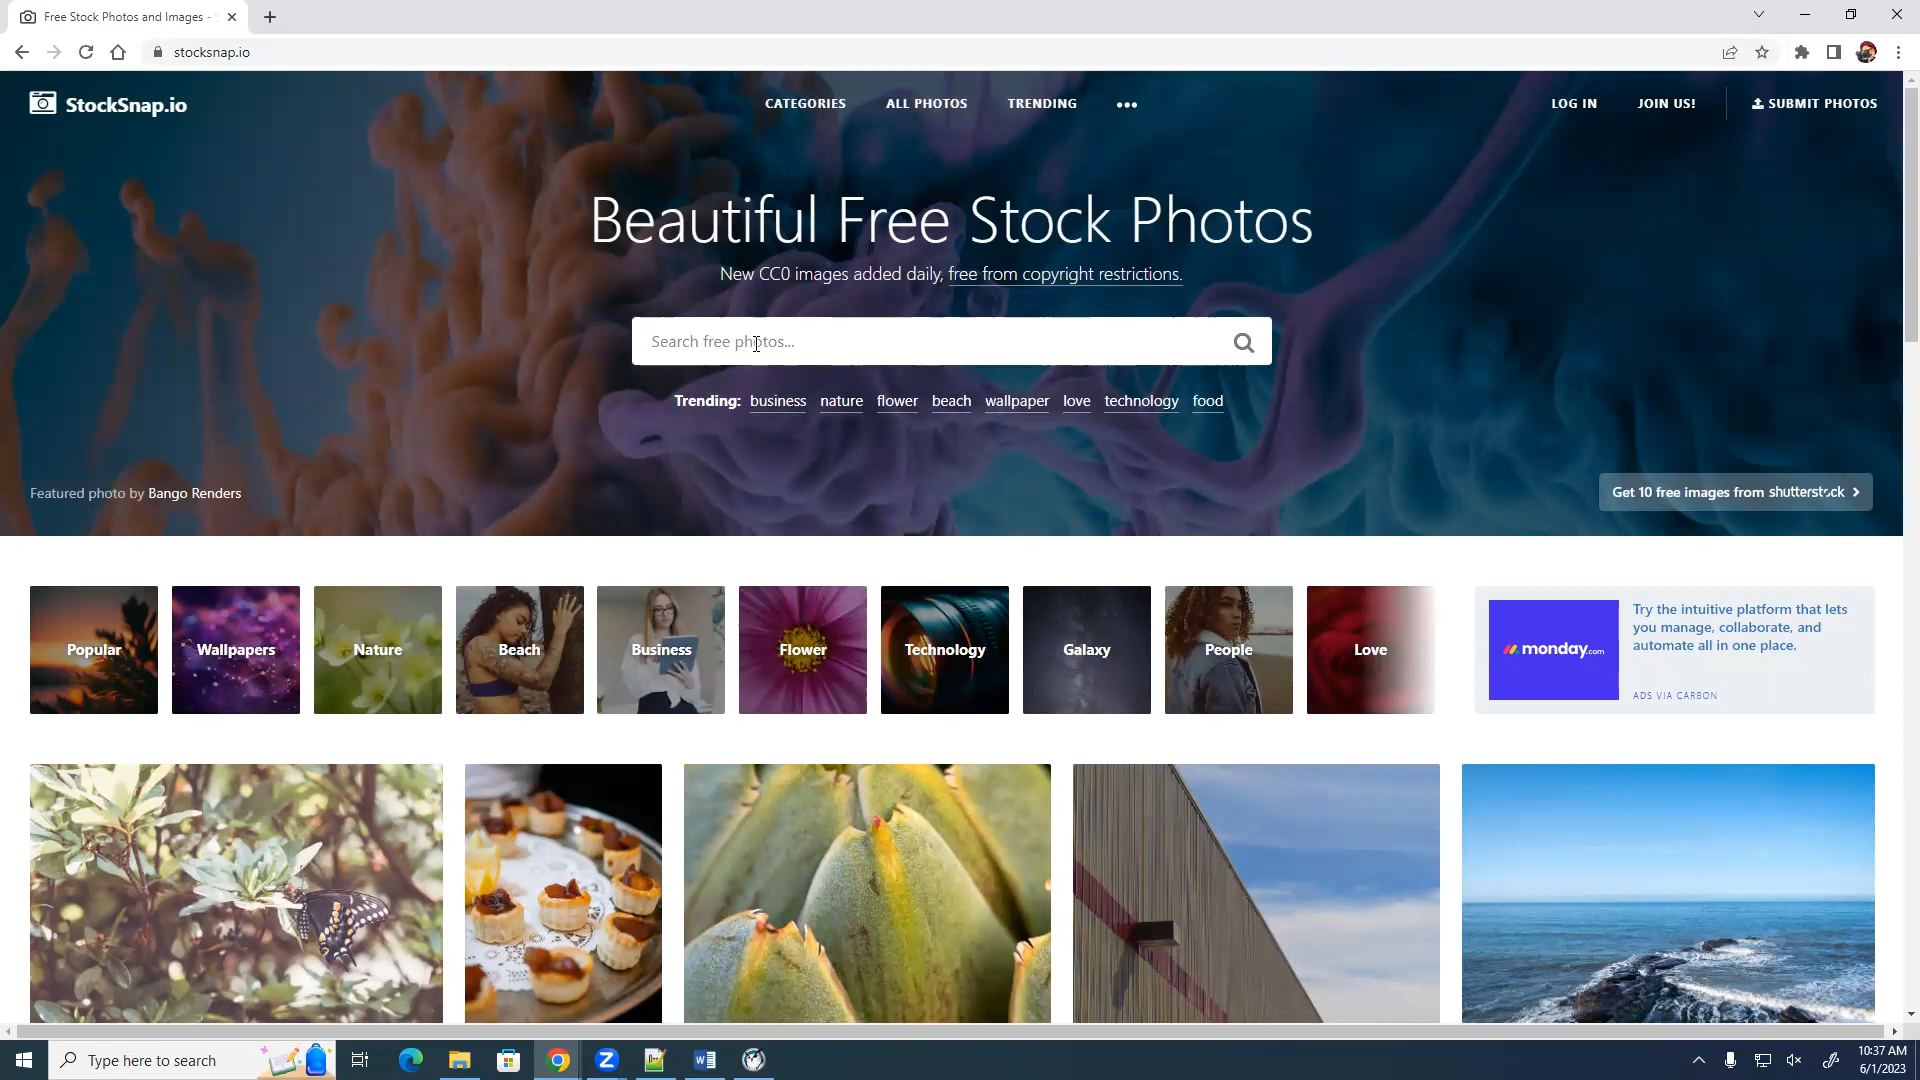 Free Stock Photos and Images -
stocksnap.io
StockSnap.io
CATEGORIES
ALL PHOTOS
TRENDING
LOG IN
JOIN US!
SUBMIT PHOTOS
Beautiful Free Stock Photos
New CC0 images added daily, free from copyright restrictions.
Search free photos...
Trending: business nature flower beach wallpaper love technology food
Featured photo by Bango Renders
Get 10 free images from shutterstock
Popular
Wallpapers
Nature
Beach
Business
Flower
Technology
Galaxy
People
Love
monday.com
Try the intuitive platform that lets
you manage, collaborate, and
automate all in one place.
ADS VIA CARBON
Type here to search
10:37 AM
6/1/2023